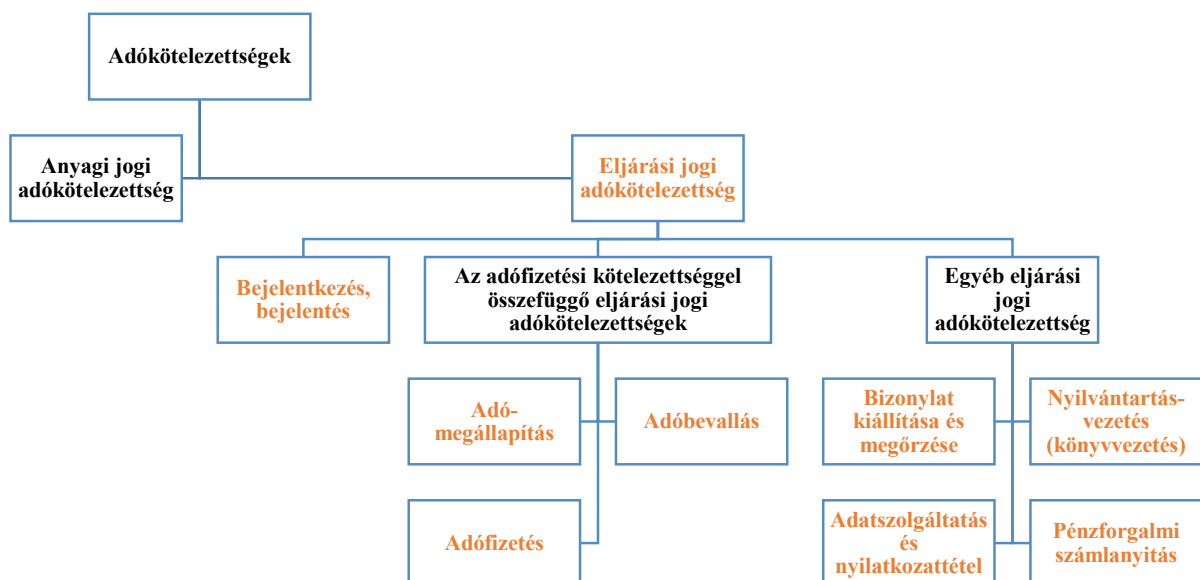 Adókötelezettségek
Anyagi jogi
adókötelezettség
Eljárási jogi
adókötelezettség
Bejelentkezés,
bejelentés
Az adófizetési kötelezettséggel
összefüggő eljárási jogi
adókötelezettségek
Egyéb eljárási
jogi
adókötelezettség
Adó-
megállapítás
Adóbevallás
Bizonylat
kiállítása és
megőrzése
Nyilvántartás-
vezetés
(könyvvezetés)
Adófizetés
Adatszolgáltatás
és
nyilatkozattétel
Pénzforgalmi
számlanyitás